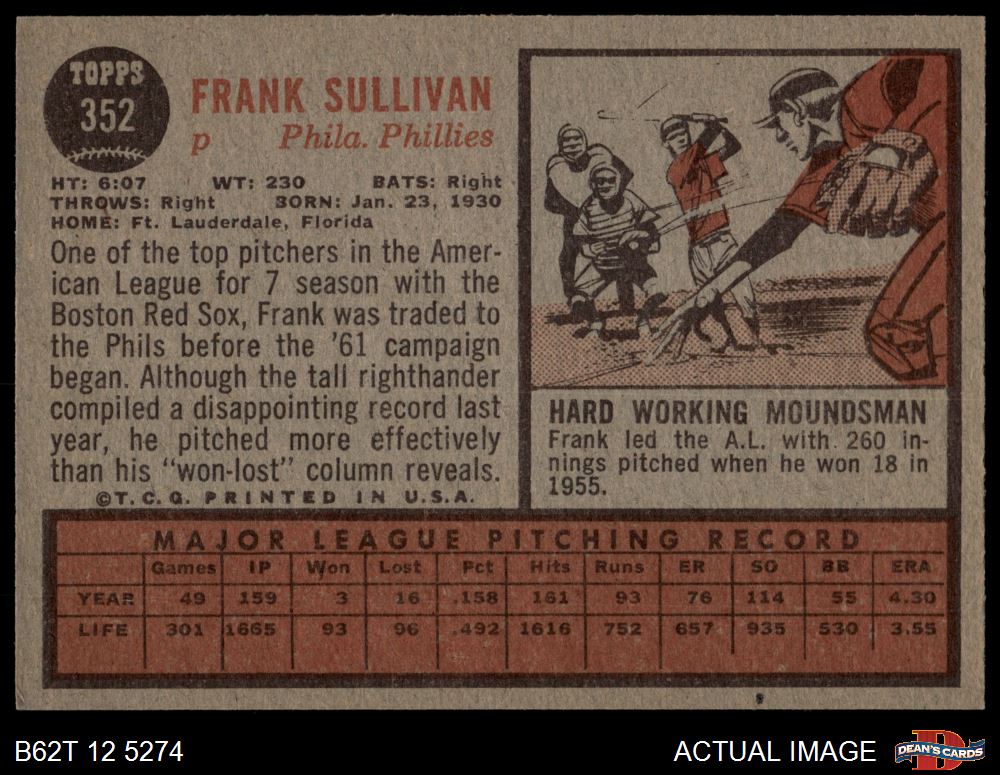 TOPPS
352
FRANK SULLIVAN
p Phila. Phillies
HT: 6:07 WT: 230 BATS: Right
THROWS: Right BORN: Jan. 23, 1930
HOME: Ft. Lauderdale, Florida
One of the top pitchers in the Amer-
ican League for 7 season with the
Boston Red Sox, Frank was traded to
the Phils before the '61 campaign
began. Although the tall righthander
compiled a disappointing record last
year, he pitched more effectively
than his "won-lost" column reveals.
©T.C.G. PRINTED IN U.S.A.
HARD WORKING MOUNDSMAN
Frank led the A.L. with 260 in-
nings pitched when he won 18 in
1955.
MAJOR LEAGUE PITCHING RECORD
Games IP Won Lost Pct Hits Runs ER SO BB ERA
YEAR 49 159 3 16 .158 161 93 76 114 55 4.30
LIFE 301 1665 93 96 .492 1616 752 657 935 530 3.55
B62T 12 5274
ACTUAL IMAGE
D
DEAN'S CARDS